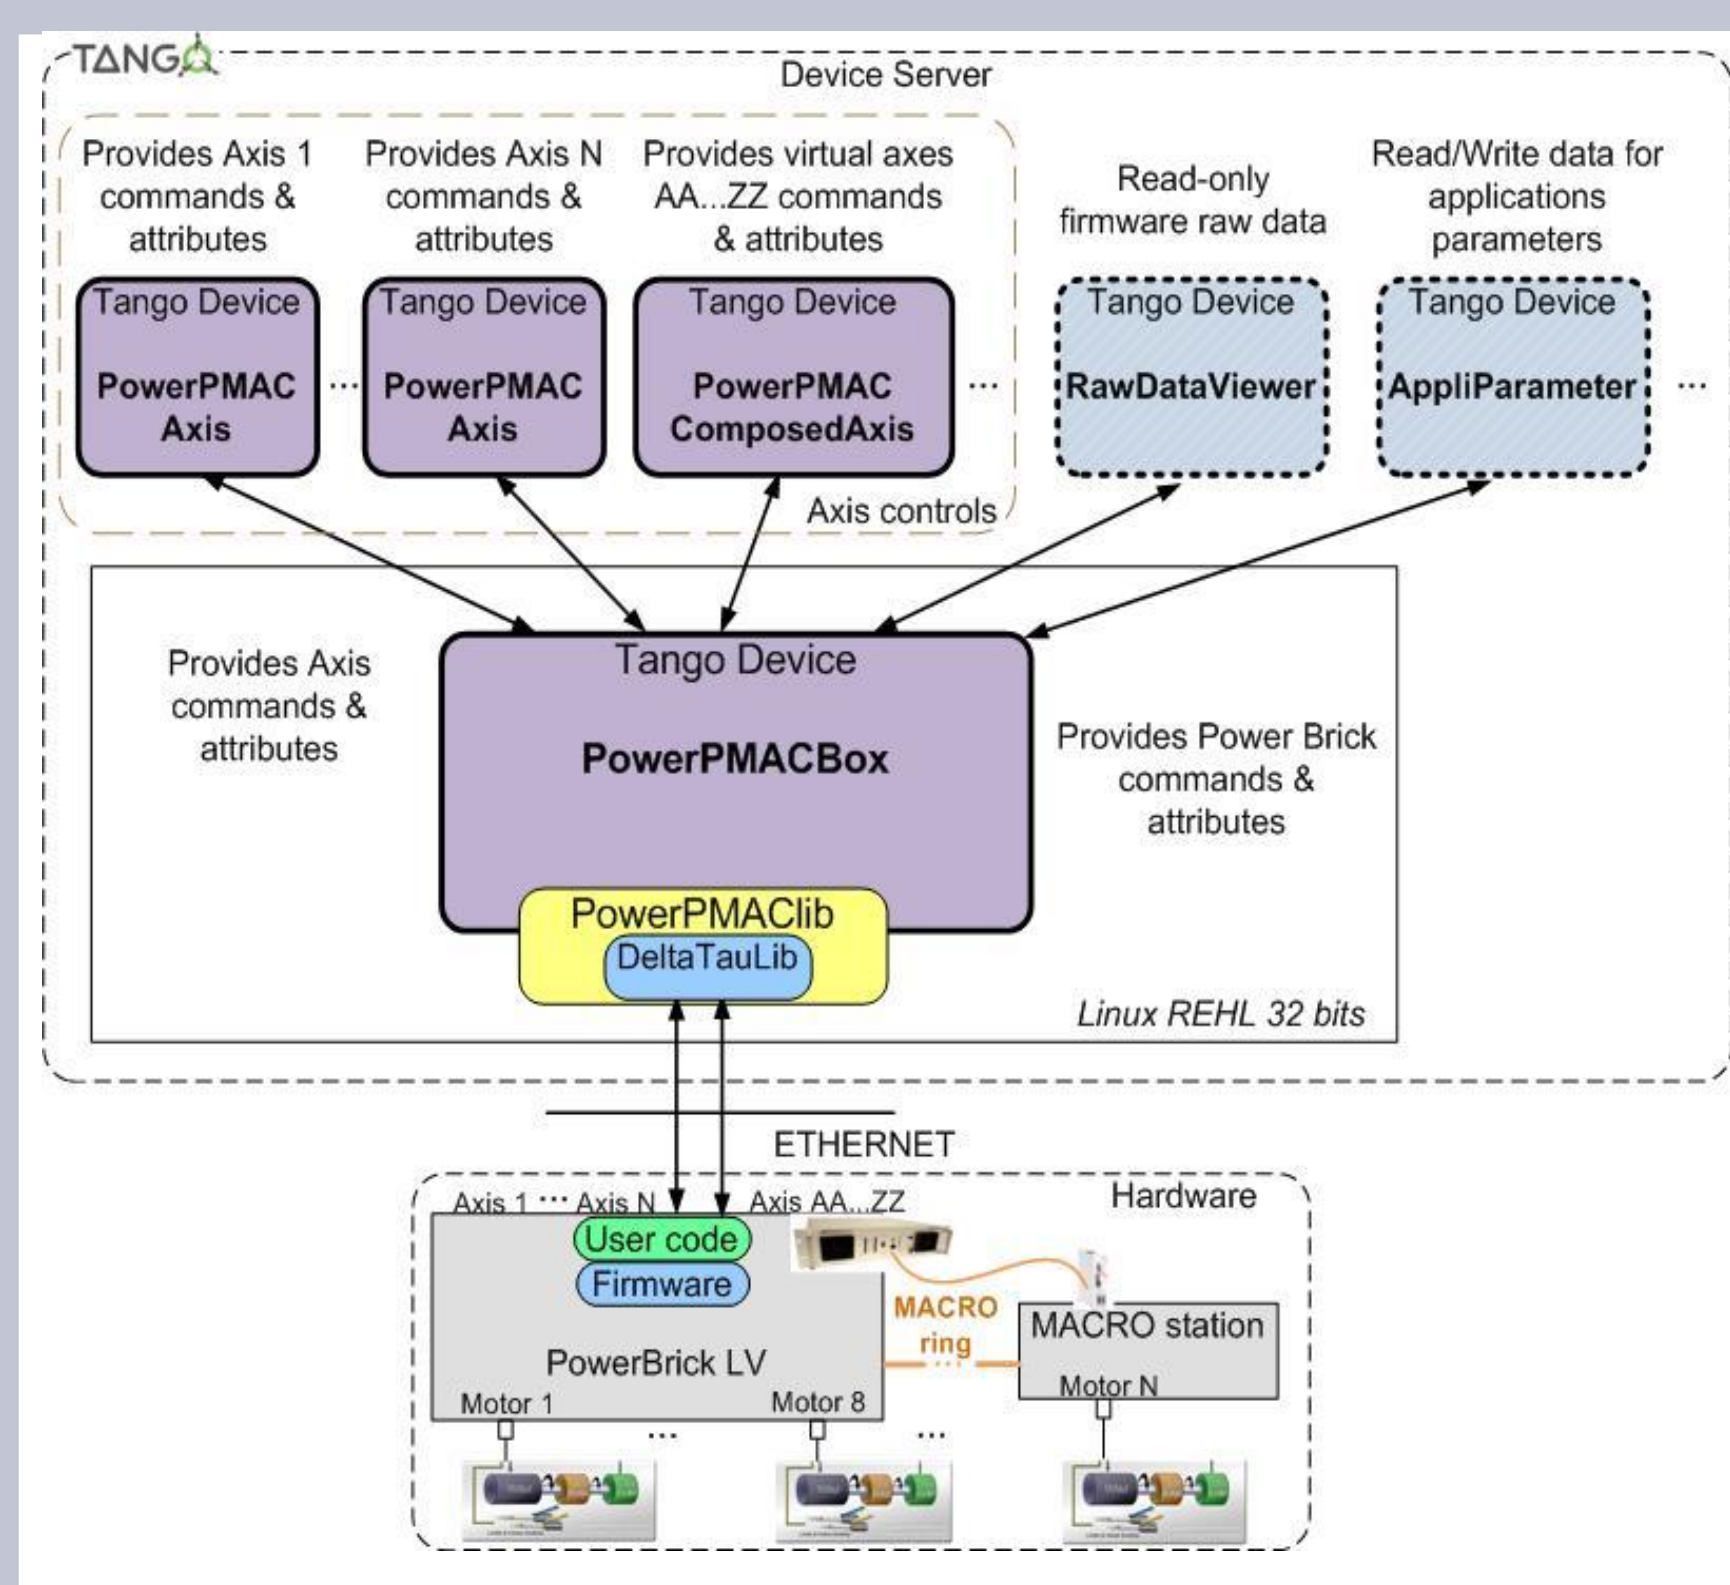 TANGO
Device Server
Provides Axis 1
commands &
attributes
Provides Axis N
commands &
attributes
Provides virtual axes
AA...ZZ commands
& attributes
Read-only
firmware raw data
Read/Write data for
applications
parameters
Tango Device
PowerPMAC
Axis
...
Tango Device
PowerPMAC
Axis
Tango Device
PowerPMAC
ComposedAxis
...
Tango Device
RawDataViewer
Tango Device
AppliParameter
...
Axis controls
Provides Axis
commands &
attributes
Tango Device
PowerPMACBox
Provides Power Brick
commands &
attributes
PowerPMAClib
DeltaTauLib
Linux REHL 32 bits
ETHERNET
Hardware
Axis 1 ... Axis N
Axis AA...ZZ
User code
Firmware
PowerBrick LV
MACRO
ring
...
MACRO station
Motor 1
Motor 8
Motor N
...
...